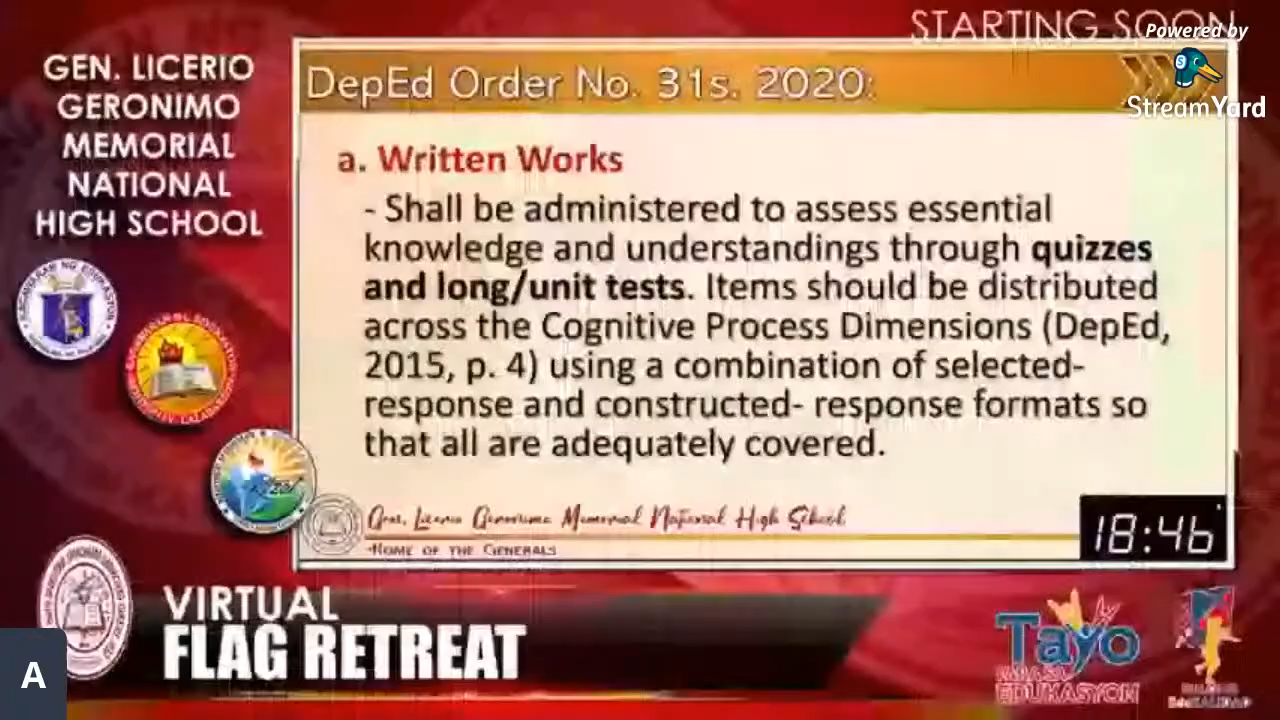 STARTING SOON
Powered by
StreamYard
GEN. LICERIO
GERONIMO
MEMORIAL
NATIONAL
HIGH SCHOOL
DepEd Order No. 31s. 2020:
a. Written Works
- Shall be administered to assess essential
knowledge and understandings through quizzes
and long/unit tests. Items should be distributed
across the Cognitive Process Dimensions (DepEd,
2015, p. 4) using a combination of selected-
response and constructed- response formats so
that all are adequately covered.
Gen. Licerio Geronimo Memorial National High School
HOME OF THE GENERALS
18:46
VIRTUAL
FLAG RETREAT
Tayo
EDUKASYON
A